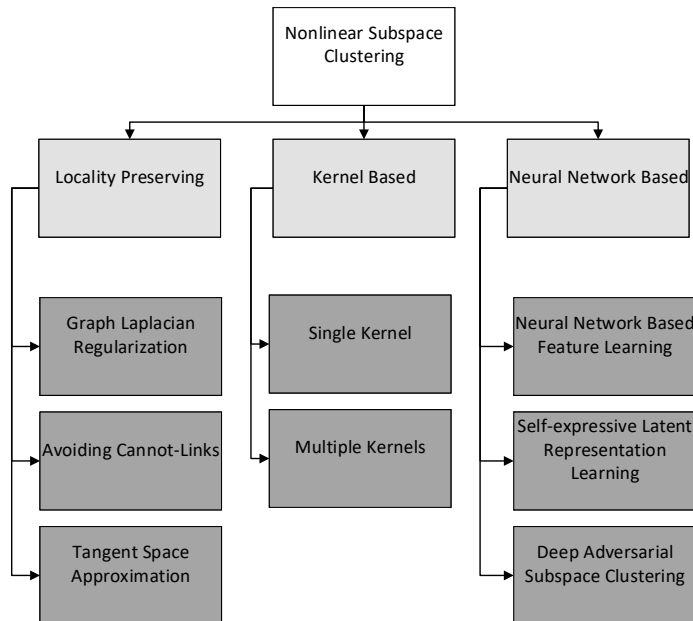 Nonlinear Subspace
Clustering
Locality Preserving
Kernel Based
Neural Network Based
Graph Laplacian
Regularization
Single Kernel
Neural Network Based
Feature Learning
Avoiding Cannot-Links
Multiple Kernels
Self-expressive Latent
Representation
Learning
Tangent Space
Approximation
Deep Adversarial
Subspace Clustering